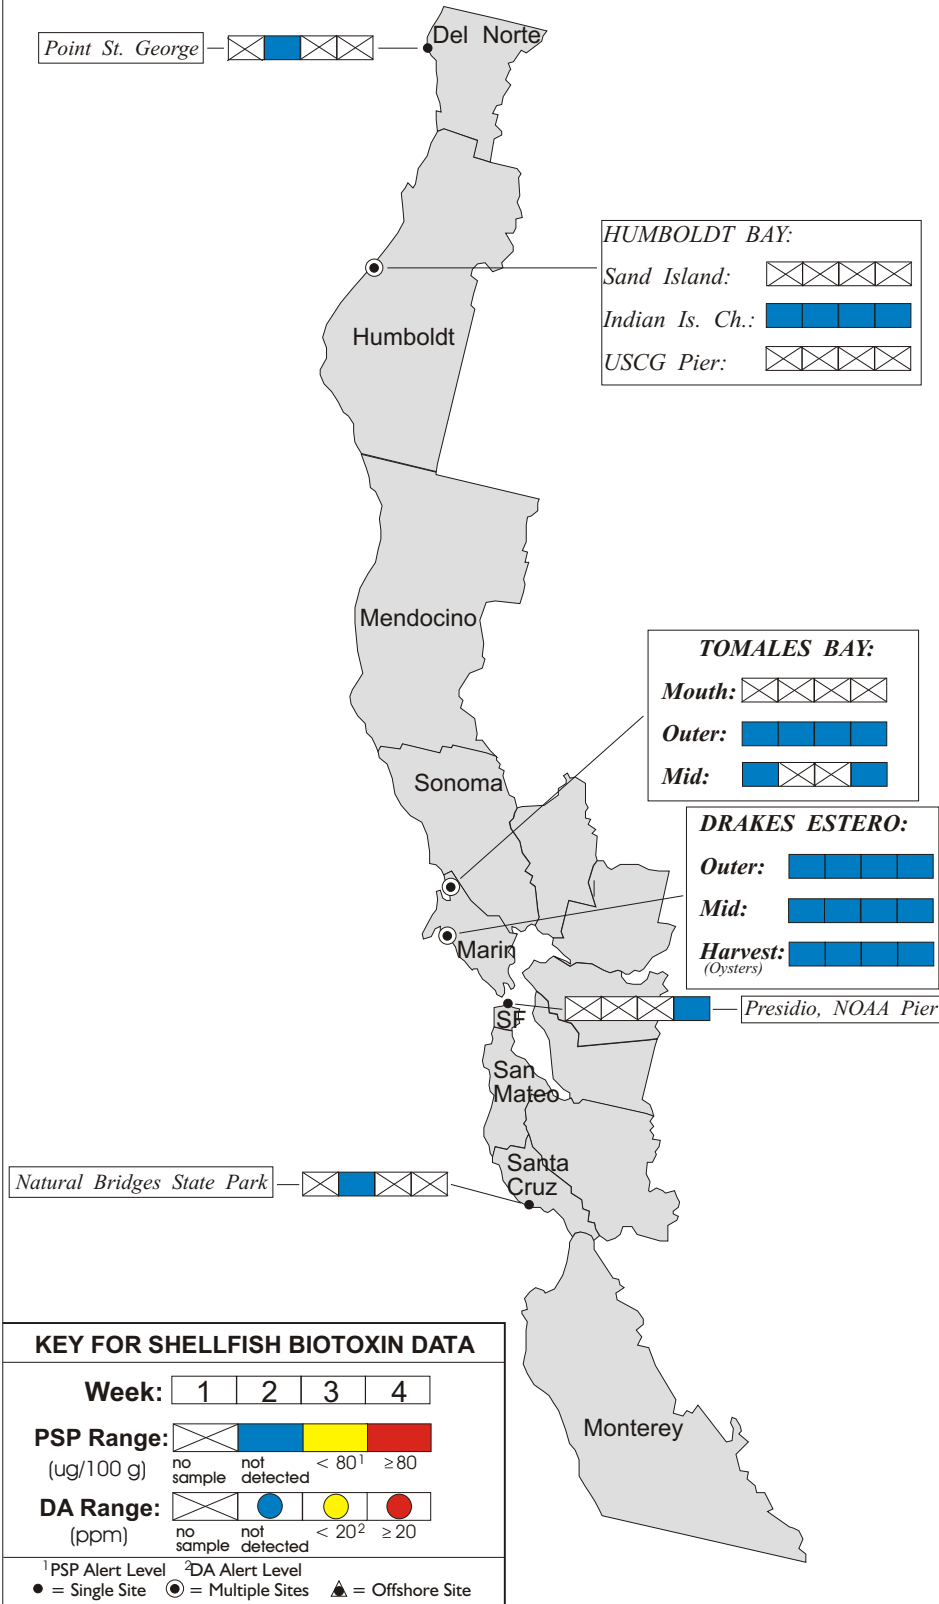 Del Norte
Point St. George
HUMBOLDT BAY:
Sand Island:
Indian Is. Ch.:
USCG Pier:
Humboldt
Mendocino
TOMALES BAY:
Mouth:
Outer:
Mid:
Sonoma
DRAKES ESTERO:
Outer:
Mid:
Harvest:
(Oysters)
Marin
SF
Presidio, NOAA Pier
San
Mateo
Santa
Cruz
Natural Bridges State Park
Monterey
KEY FOR SHELLFISH BIOTOXIN DATA
Week: 1 2 3 4
PSP Range:
(ug/100 g)
no sample not detected < 80¹ ≥80
DA Range:
(ppm)
no sample not detected < 20² ≥ 20
¹PSP Alert Level ²DA Alert Level
= Single Site = Multiple Sites = Offshore Site